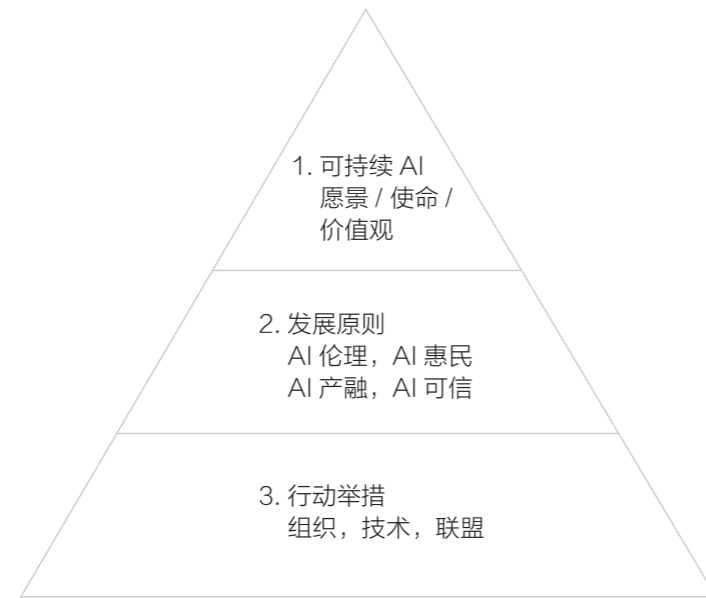 1. 可持续 AI
愿景 / 使命 /
价值观
2. 发展原则
AI 伦理，AI 惠民
AI 产融，AI 可信
3. 行动举措
组织，技术，联盟